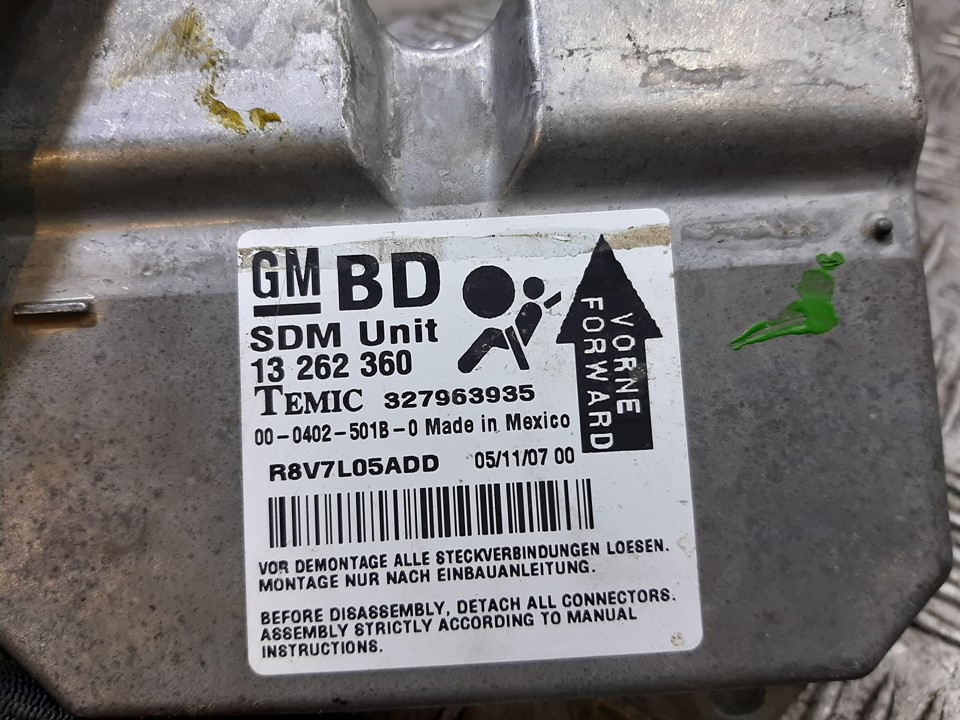 GM BD
SDM Unit
13 262 360
TEMIC 327963935
00-0402-501B-0 Made in Mexico
R8V7L05ADD 05/11/07 00
VORNE
FORWARD
VOR DEMONTAGE ALLE STECKVERBINDUNGEN LOESEN.
MONTAGE NUR NACH EINBAUANLEITUNG.
BEFORE DISASSEMBLY, DETACH ALL CONNECTORS.
ASSEMBLY STRICTLY ACCORDING TO MANUAL
INSTRUCTIONS.